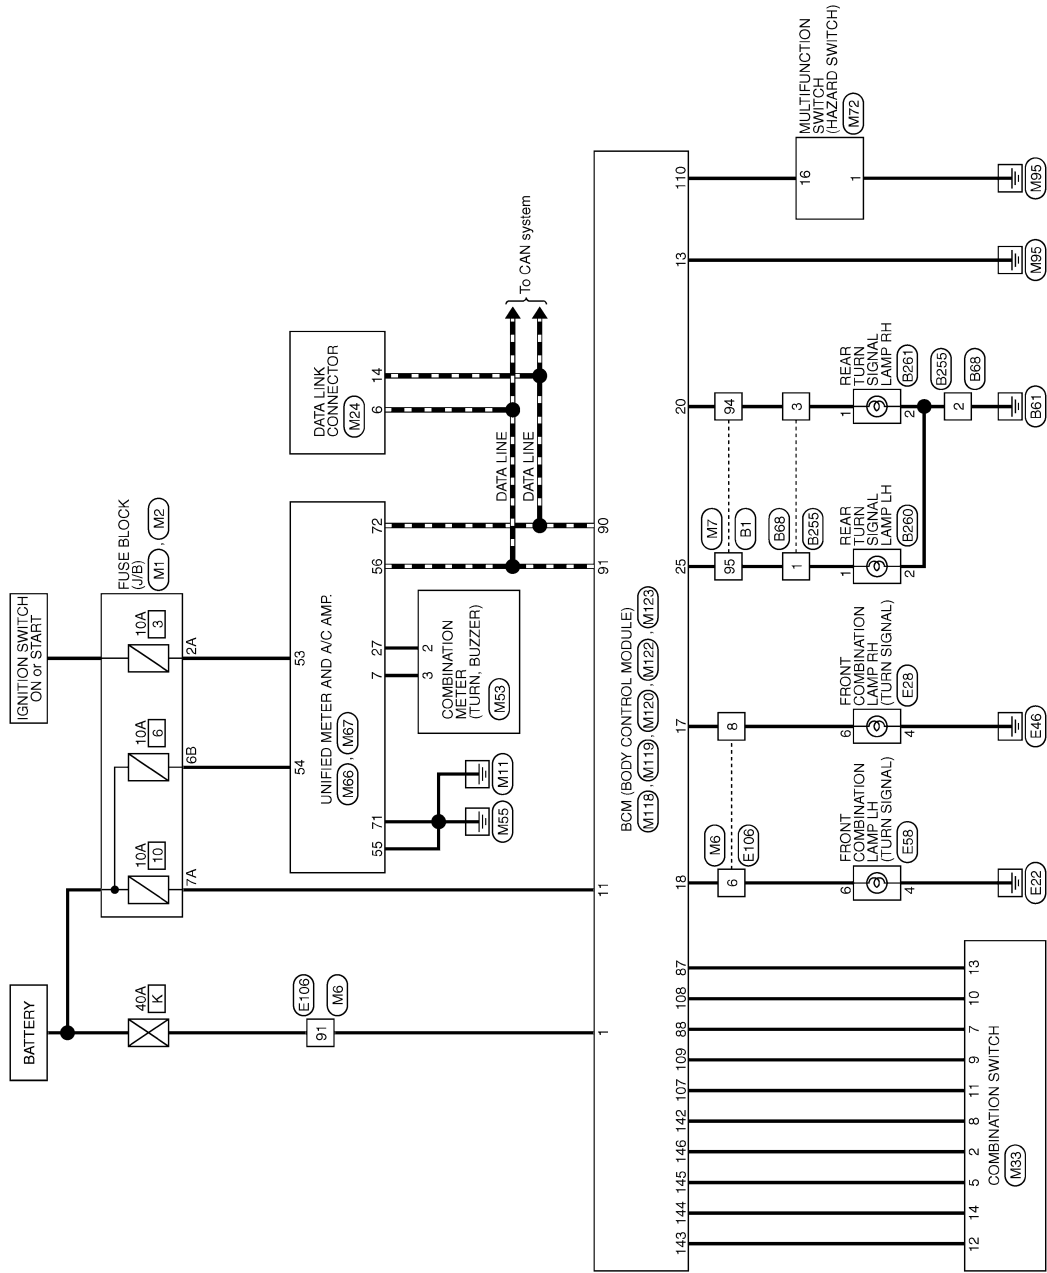 BATTERY
IGNITION SWITCH
ON or START
40A
K
10A
10
10A
6
10A
3
FUSE BLOCK
(J/B)
M1 , M2
7A
6B
2A
E106
M6
91
54
53
UNIFIED METER AND A/C AMP.
M66 , M67
55
71
7
27
56
72
M55
M11
3
2
COMBINATION
METER
(TURN, BUZZER)
M53
DATA LINK
CONNECTOR
M24
6
14
DATA LINE
DATA LINE
To CAN system
1
11
91
90
BCM (BODY CONTROL MODULE)
M118 , M119 , M120 , M122 , M123
143
144
145
146
142
107
109
88
108
87
18
17
25
20
13
110
12
14
5
2
8
11
9
7
10
13
COMBINATION SWITCH
M33
M6
E106
6
8
6
4
FRONT
COMBINATION
LAMP LH
(TURN SIGNAL)
E58
E22
6
4
FRONT
COMBINATION
LAMP RH
(TURN SIGNAL)
E28
E46
M7
B1
95
94
B68
B255
1
3
1
2
REAR
TURN
SIGNAL
LAMP LH
B260
1
2
REAR
TURN
SIGNAL
LAMP RH
B261
B255
B68
2
B61
M95
MULTIFUNCTION
SWITCH
(HAZARD SWITCH)
M72
16
1
M95